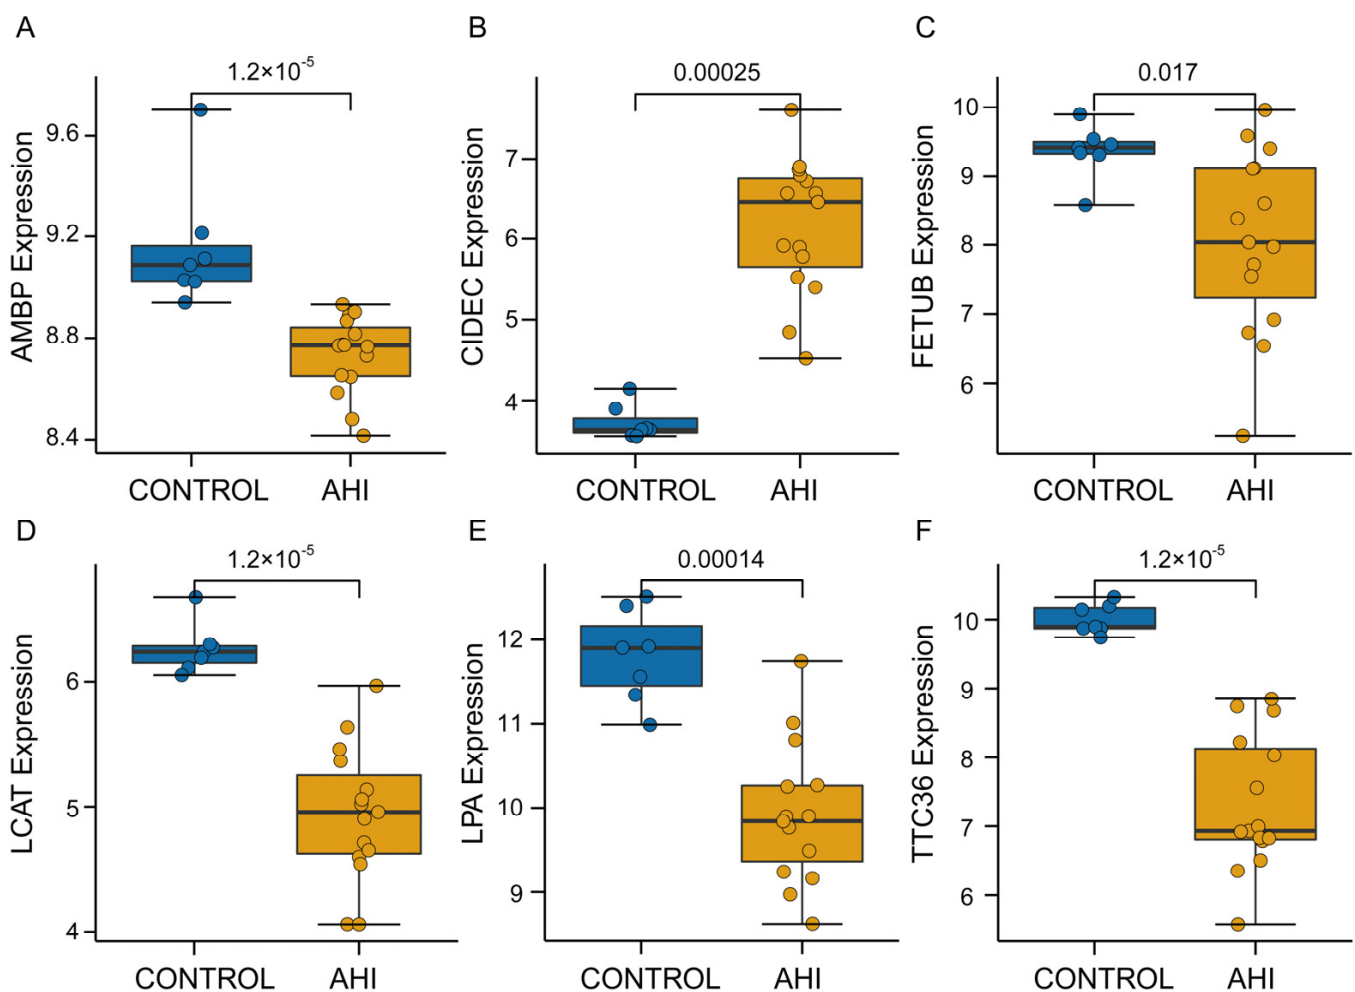 A
1.2×10⁻⁵
AMBP Expression
9.6
9.2
8.8
8.4
CONTROL
AHI
B
0.00025
CIDEC Expression
7
6
5
4
CONTROL
AHI
C
0.017
FETUB Expression
10
9
8
7
6
CONTROL
AHI
D
1.2×10⁻⁵
LCAT Expression
6
5
4
CONTROL
AHI
E
0.00014
LPA Expression
12
11
10
9
CONTROL
AHI
F
1.2×10⁻⁵
TTC36 Expression
10
9
8
7
6
CONTROL
AHI